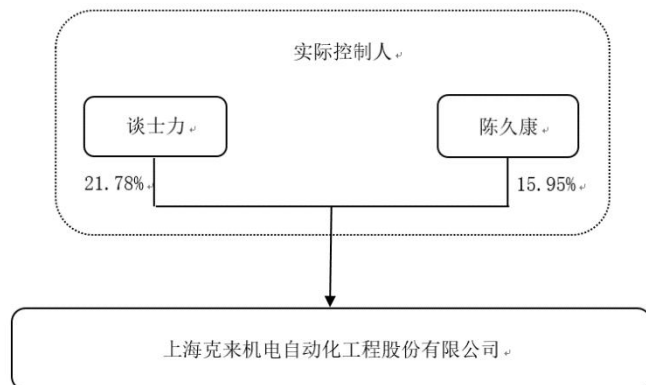 实际控制人
谈士力
陈久康
21.78%
15.95%
上海克来机电自动化工程股份有限公司